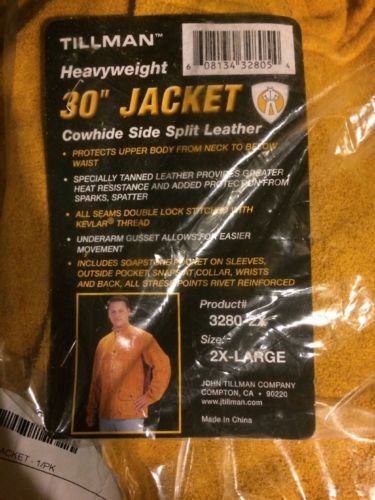 TILLMAN™
6 08134 32805 4
Heavyweight
30" JACKET
Cowhide Side Split Leather
• PROTECTS UPPER BODY FROM NECK TO BELOW
WAIST
• SPECIALLY TANNED LEATHER PROVIDES GREATER
HEAT RESISTANCE AND ADDED PROTECTION FROM
SPARKS, SPATTER
• ALL SEAMS DOUBLE LOCK STITCHED WITH
KEVLAR® THREAD
• UNDERARM GUSSET ALLOWS FOR EASIER
MOVEMENT
• INCLUDES SOAPSTONE POCKET ON SLEEVES,
OUTSIDE POCKET, SNAPS AT COLLAR, WRISTS
AND BACK, ALL STRESS POINTS RIVET REINFORCED
Product#
3280-2X
Size:
2X-LARGE
JOHN TILLMAN COMPANY
COMPTON, CA • 90220
www.jtillman.com
Made In China
JACKET - 1/PK